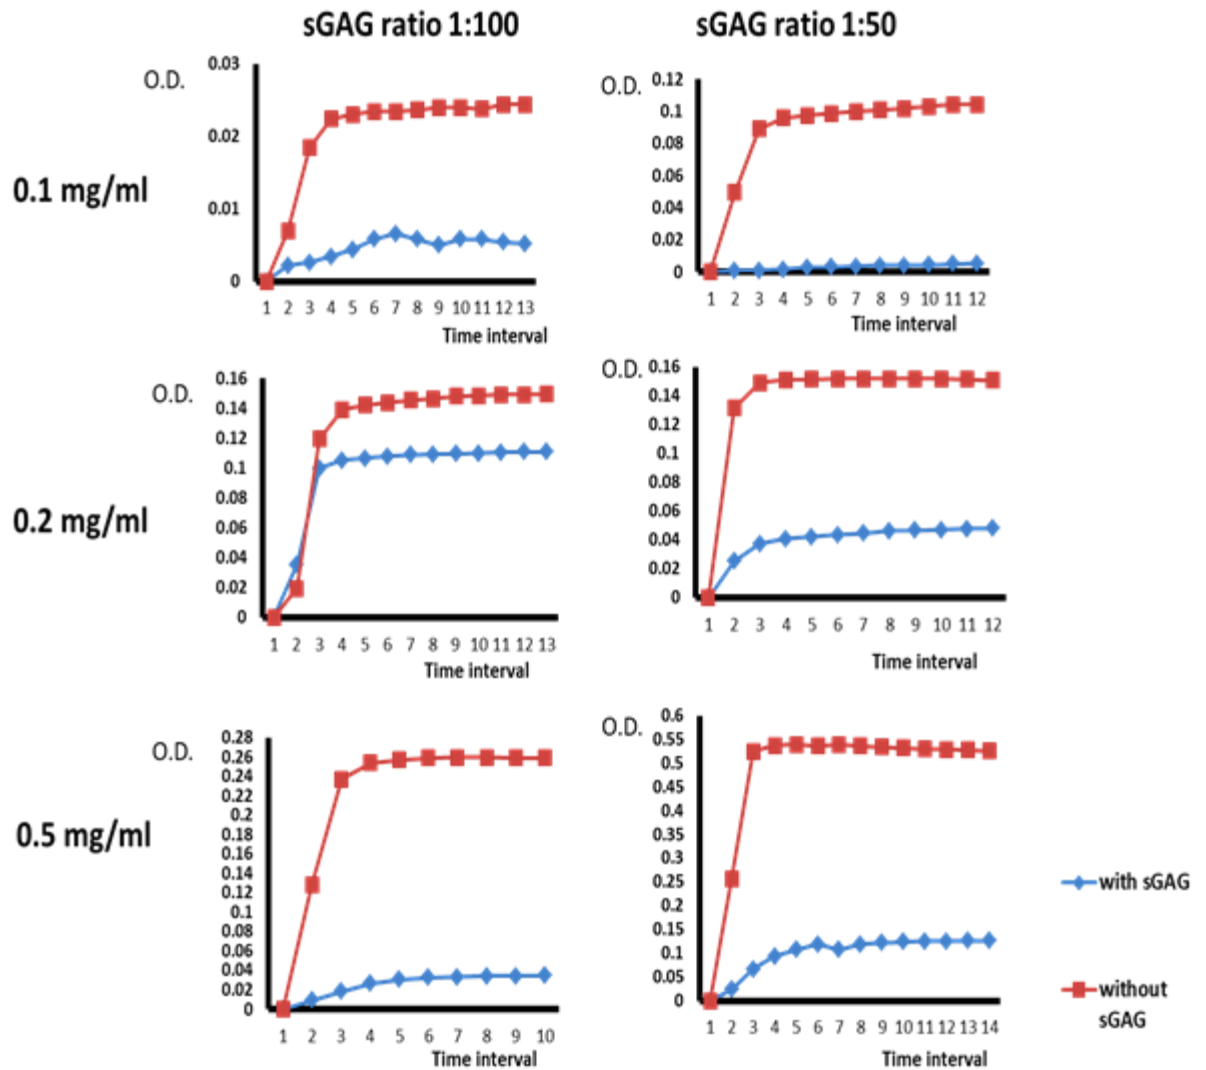 sGAG ratio 1:100
sGAG ratio 1:50
0.1 mg/ml
O.D.
0.03
0.02
0.01
0
1 2 3 4 5 6 7 8 9 10 11 12 13
Time interval
O.D.
0.12
0.1
0.08
0.06
0.04
0.02
0
1 2 3 4 5 6 7 8 9 10 11 12
Time interval
0.2 mg/ml
O.D.
0.16
0.14
0.12
0.1
0.08
0.06
0.04
0.02
0
1 2 3 4 5 6 7 8 9 10 11 12 13
Time interval
O.D.
0.16
0.14
0.12
0.1
0.08
0.06
0.04
0.02
0
1 2 3 4 5 6 7 8 9 10 11 12
Time interval
0.5 mg/ml
O.D.
0.28
0.26
0.24
0.22
0.2
0.18
0.16
0.14
0.12
0.1
0.08
0.06
0.04
0.02
0
1 2 3 4 5 6 7 8 9 10
Time interval
O.D.
0.6
0.55
0.5
0.45
0.4
0.35
0.3
0.25
0.2
0.15
0.1
0.05
0
1 2 3 4 5 6 7 8 9 10 11 12 13 14
Time interval
with sGAG
without
sGAG